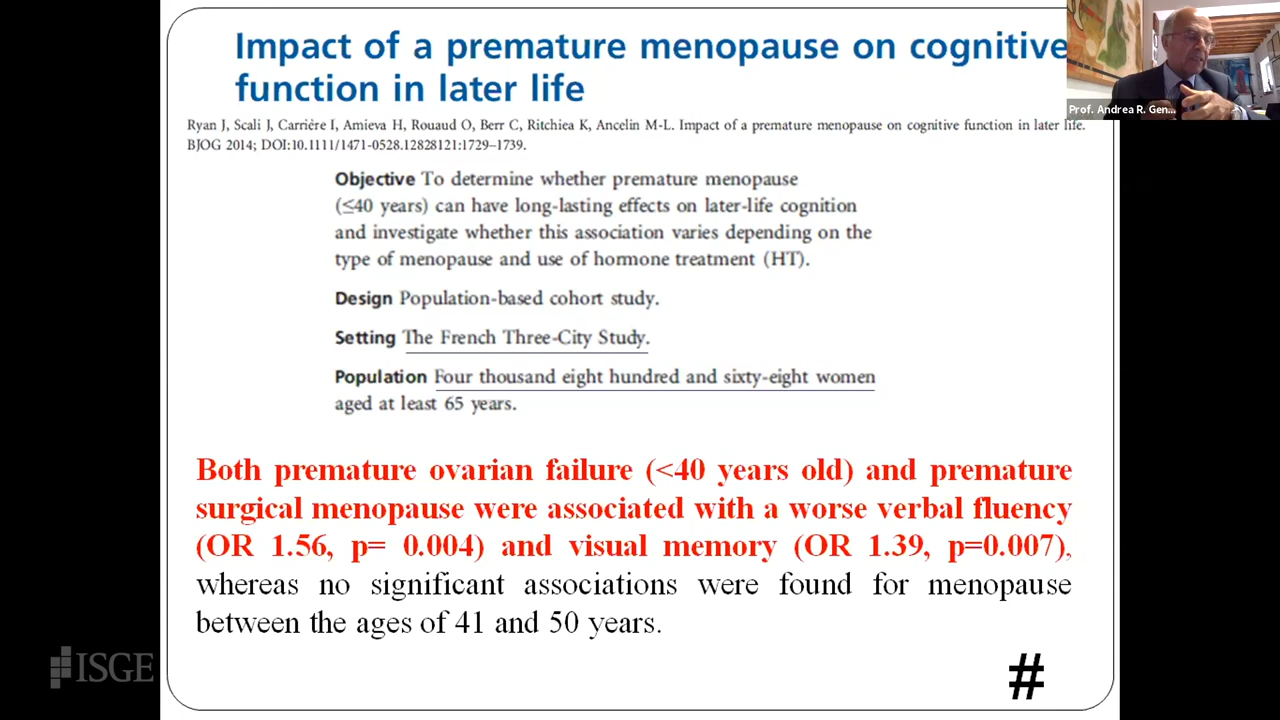 Impact of a premature menopause on cognitive
function in later life
Prof. Andrea R. Gen...
Ryan J, Scali J, Carrière I, Amieva H, Rouaud O, Berr C, Ritchiea K, Ancelin M-L. Impact of a premature menopause on cognitive function in later life.
BJOG 2014; DOI:10.1111/1471-0528.12828121:1729–1739.
Objective To determine whether premature menopause
(≤40 years) can have long-lasting effects on later-life cognition
and investigate whether this association varies depending on the
type of menopause and use of hormone treatment (HT).
Design Population-based cohort study.
Setting The French Three-City Study.
Population Four thousand eight hundred and sixty-eight women
aged at least 65 years.
Both premature ovarian failure (<40 years old) and premature
surgical menopause were associated with a worse verbal fluency
(OR 1.56, p= 0.004) and visual memory (OR 1.39, p=0.007),
whereas no significant associations were found for menopause
between the ages of 41 and 50 years.
ISGE
#